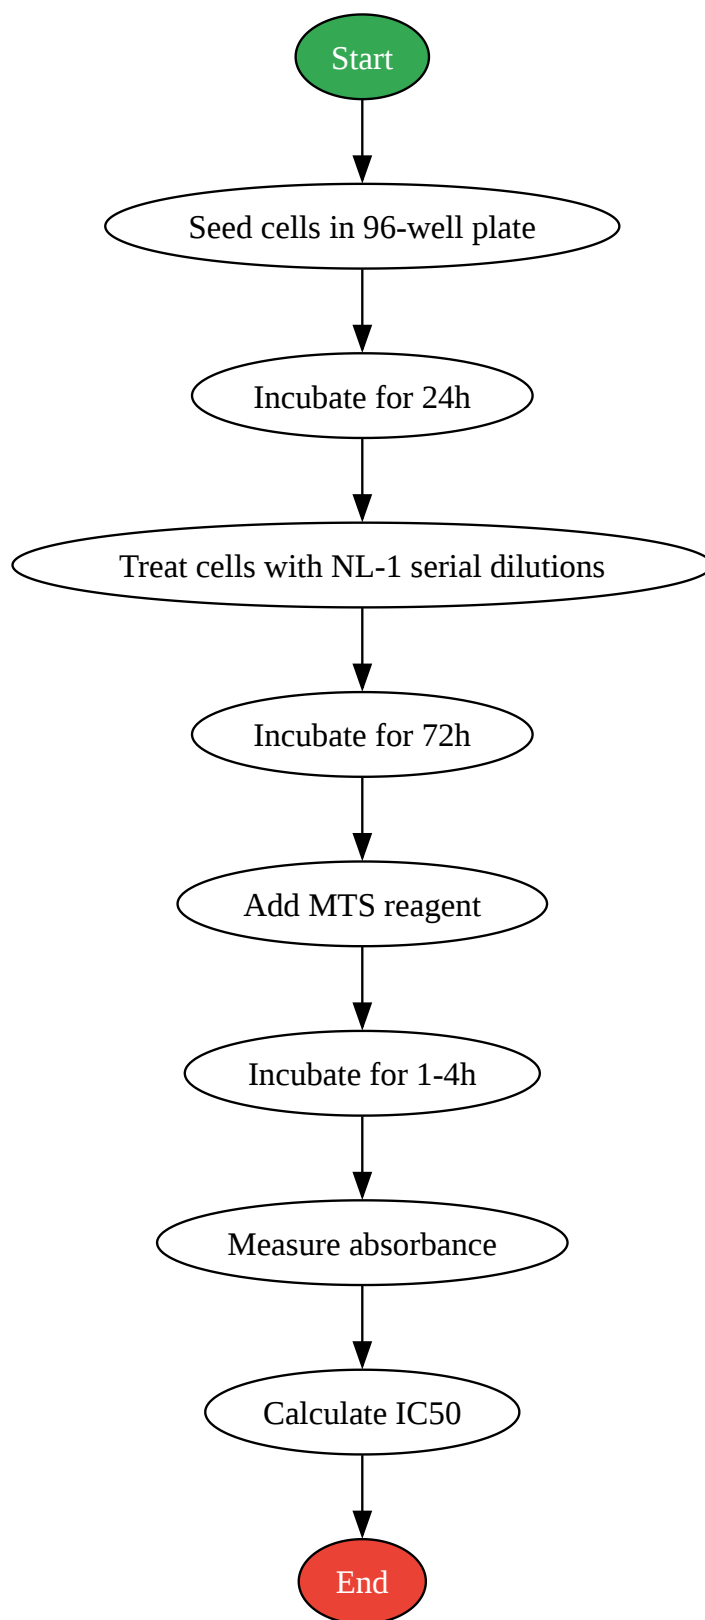 Start
Seed cells in 96-well plate
Incubate for 24h
Treat cells with NL-1 serial dilutions
Incubate for 72h
Add MTS reagent
Incubate for 1-4h
Measure absorbance
Calculate IC50
End